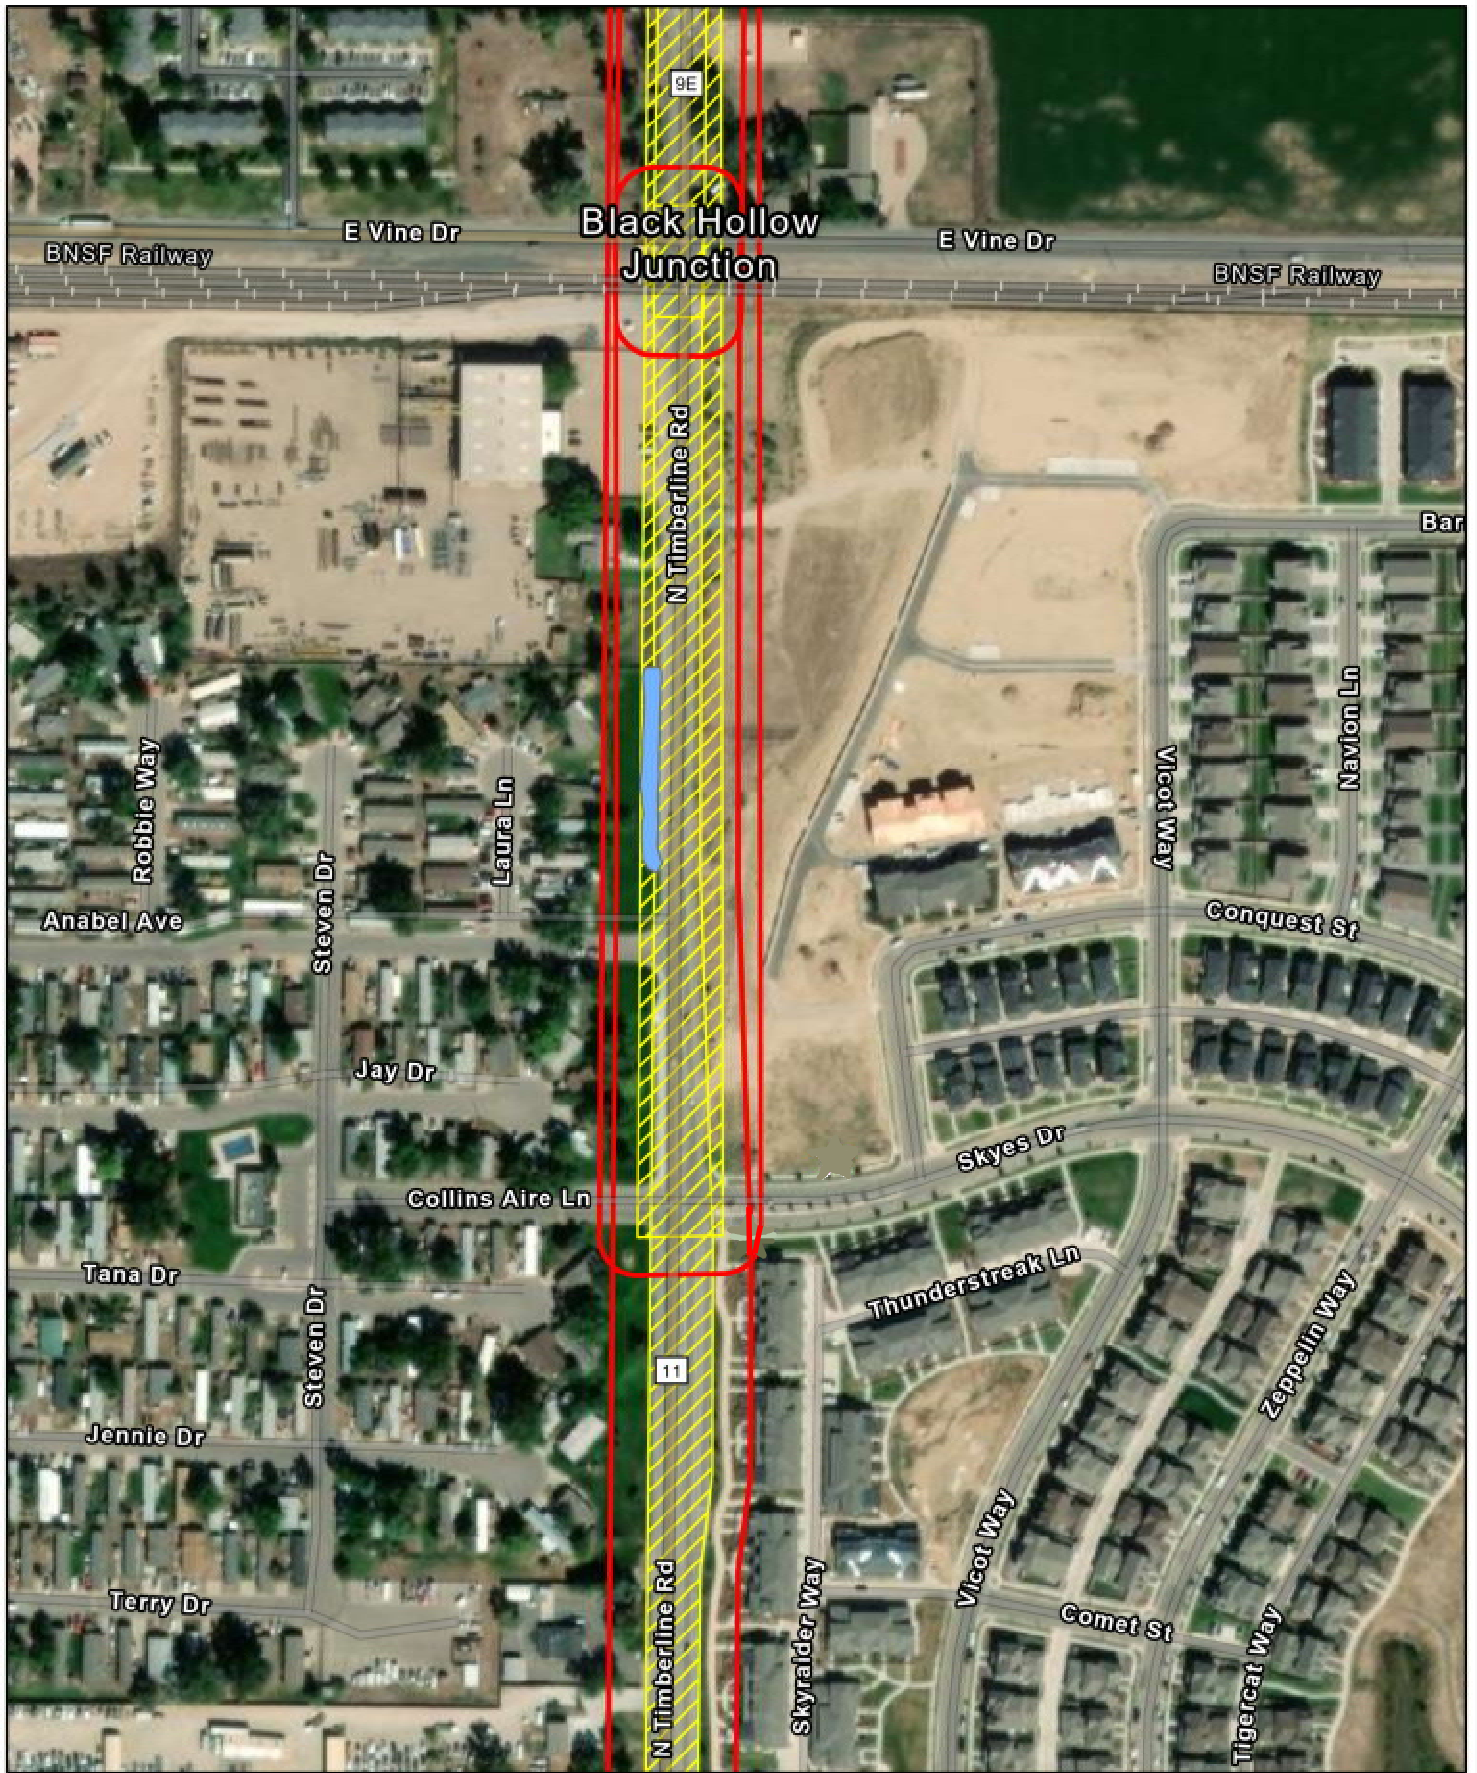 9E
Black Hollow
Junction
E Vine Dr
E Vine Dr
BNSF Railway
BNSF Railway
N Timberline Rd
Bar
Navion Ln
Vicot Way
Robbie Way
Laura Ln
Steven Dr
Anabel Ave
Conquest St
Jay Dr
Skyes Dr
Collins Aire Ln
Tana Dr
Thunderstreak Ln
Steven Dr
Zeppelin Way
11
Jennie Dr
Vicot Way
Terry Dr
N Timberline Rd
Skyraider Way
Comet St
Tigercat Way